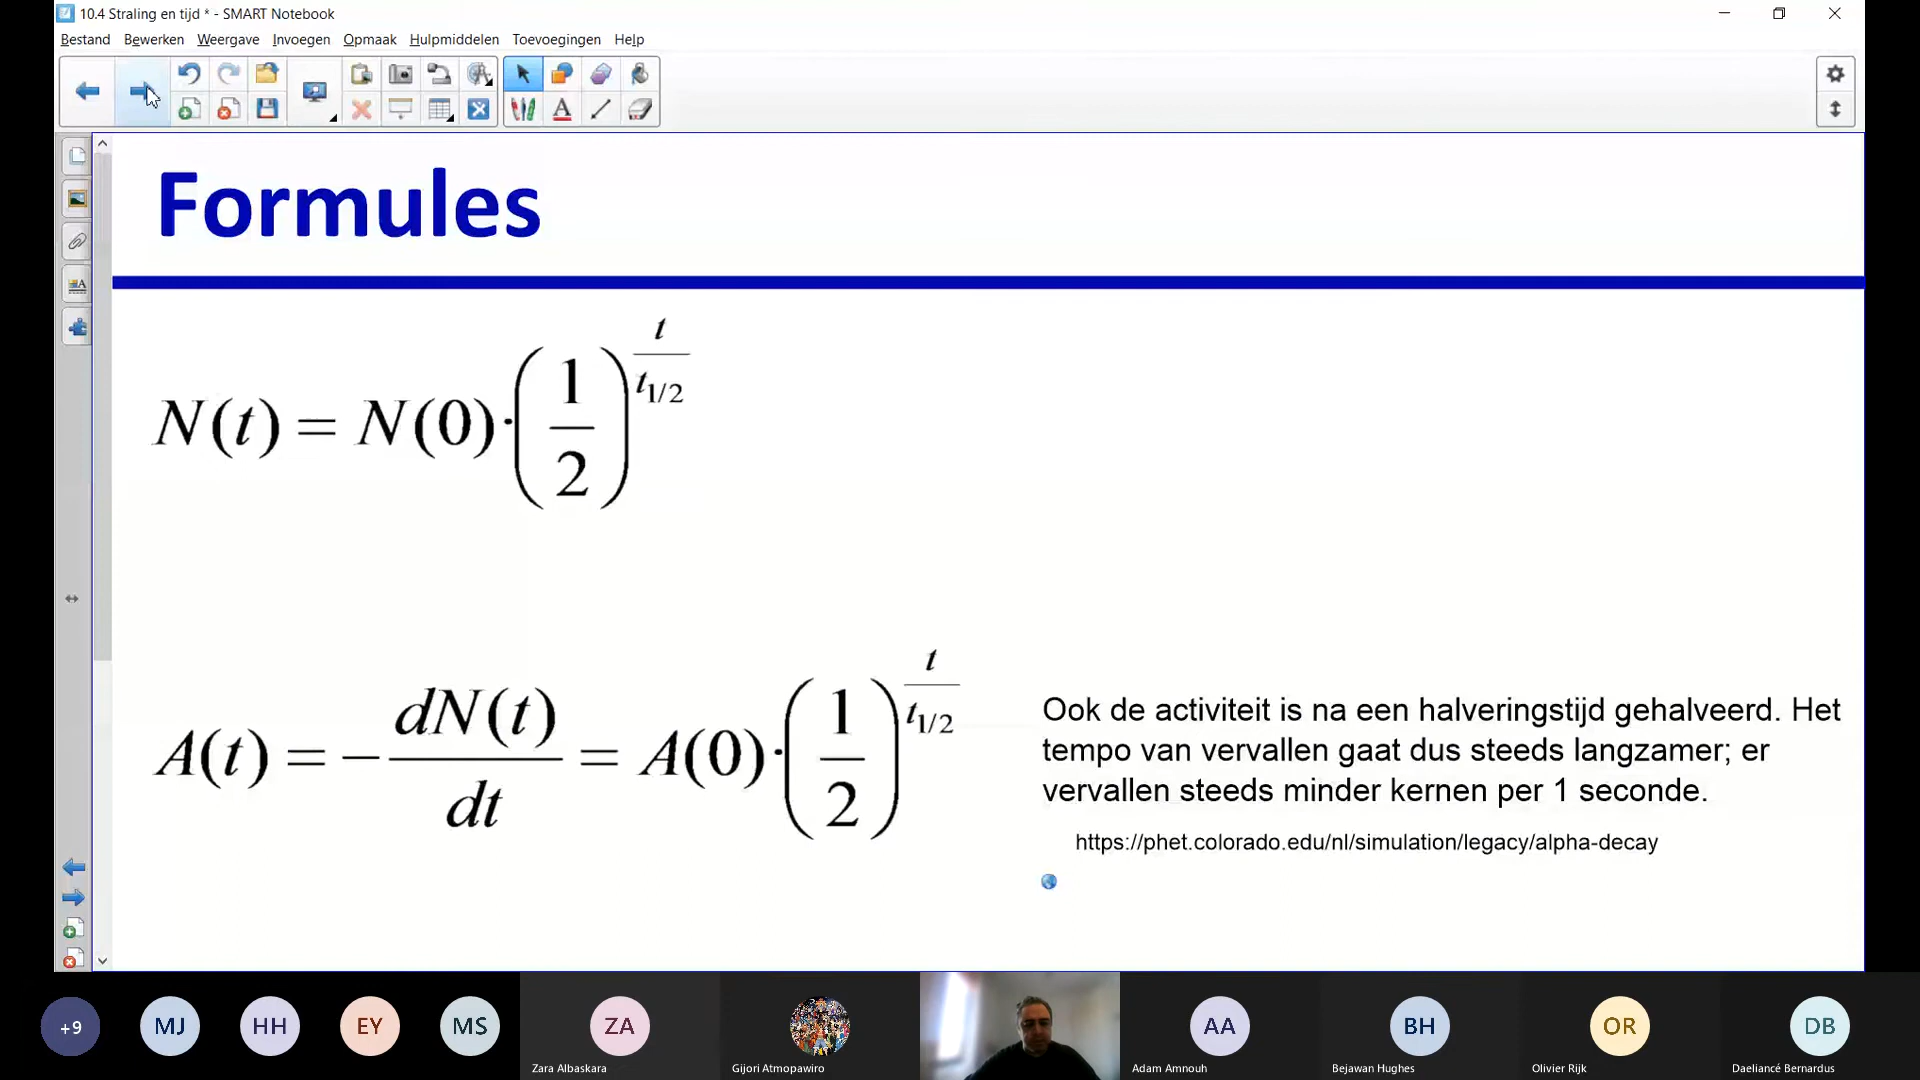 10.4 Straling en tijd * - SMART Notebook
Bestand Bewerken Weergave Invoegen Opmaak Hulpmiddelen Toevoegingen Help
Formules
N(t) = N(0)·(1/2)^(t/t1/2)
A(t) = −dN(t)/dt = A(0)·(1/2)^(t/t1/2)
Ook de activiteit is na een halveringstijd gehalveerd. Het
tempo van vervallen gaat dus steeds langzamer; er
vervallen steeds minder kernen per 1 seconde.
https://phet.colorado.edu/nl/simulation/legacy/alpha-decay
+9 MJ HH EY MS ZA AA BH OR DB
Zara Albaskara Gijori Atmopawiro Adam Amnouh Bejawan Hughes Olivier Rijk Daeliancé Bernardus